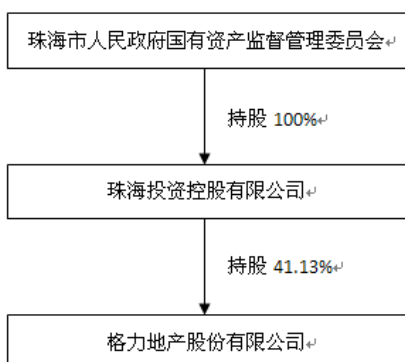 珠海市人民政府国有资产监督管理委员会
持股 100%
珠海投资控股有限公司
持股 41.13%
格力地产股份有限公司